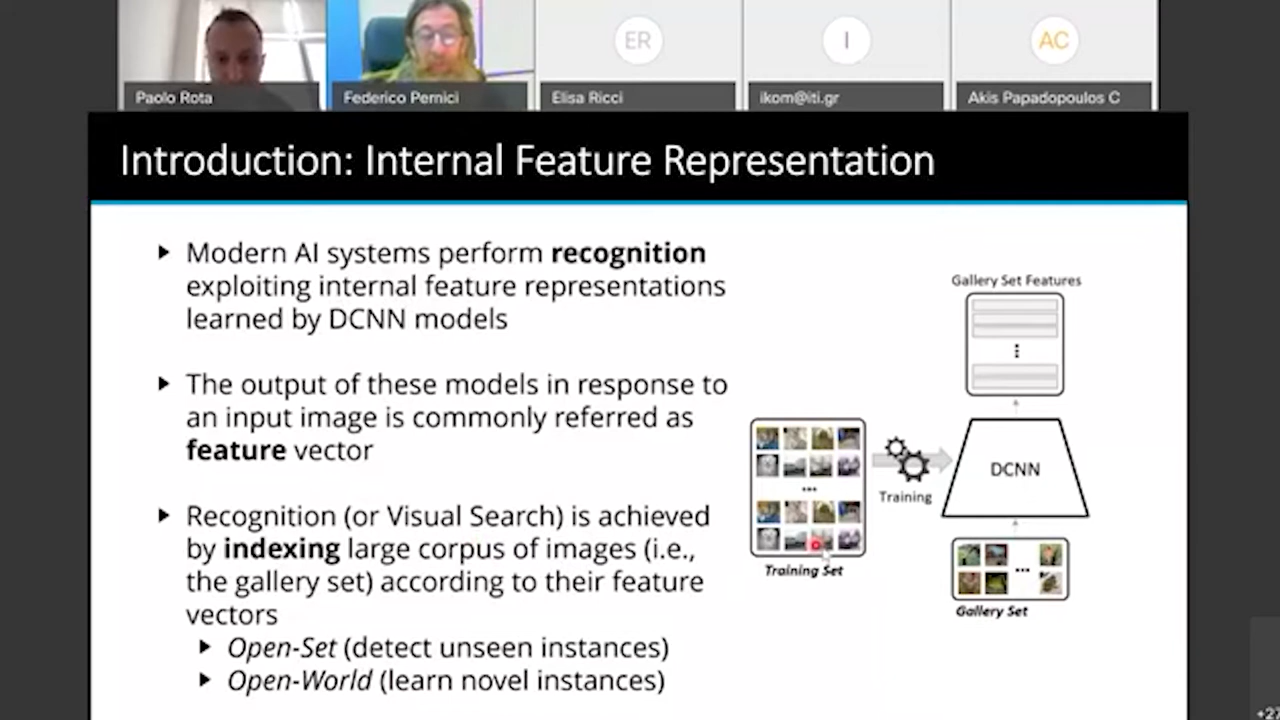 ER
I
AC
Paolo Rota
Federico Pernici
Elisa Ricci
ikom@iti.gr
Akis Papadopoulos C
Introduction: Internal Feature Representation
Modern AI systems perform recognition
exploiting internal feature representations
learned by DCNN models
The output of these models in response to
an input image is commonly referred as
feature vector
Recognition (or Visual Search) is achieved
by indexing large corpus of images (i.e.,
the gallery set) according to their feature
vectors
Open-Set (detect unseen instances)
Open-World (learn novel instances)
Gallery Set Features
DCNN
Training
Training Set
Gallery Set